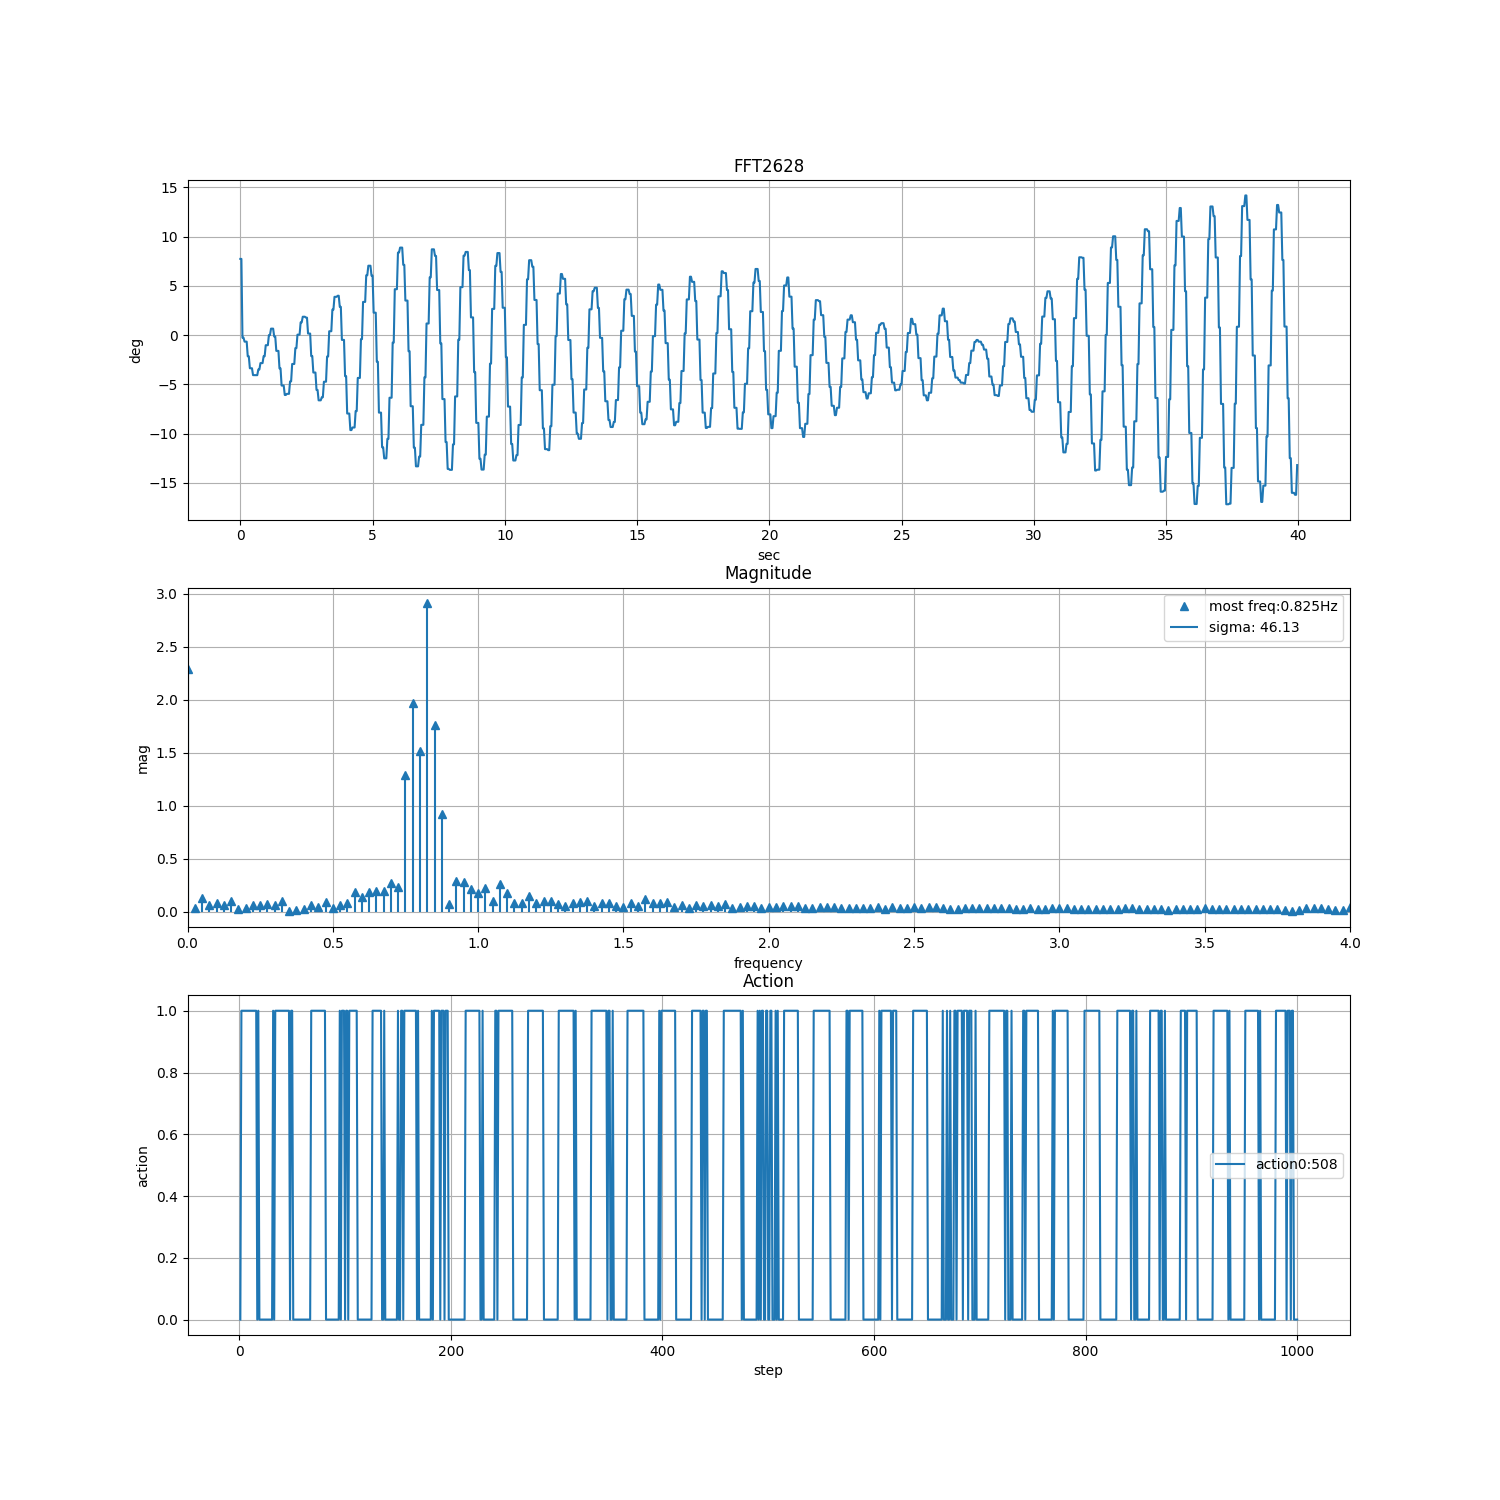 FFT2628
15
10
5
0
−5
−10
−15
deg
0 5 10 15 20 25 30 35 40
sec
Magnitude
3.0
2.5
2.0
1.5
1.0
0.5
0.0
mag
most freq:0.825Hz
sigma: 46.13
0.0 0.5 1.0 1.5 2.0 2.5 3.0 3.5 4.0
frequency
Action
1.0
0.8
0.6
0.4
0.2
0.0
action
action0:508
0 200 400 600 800 1000
step